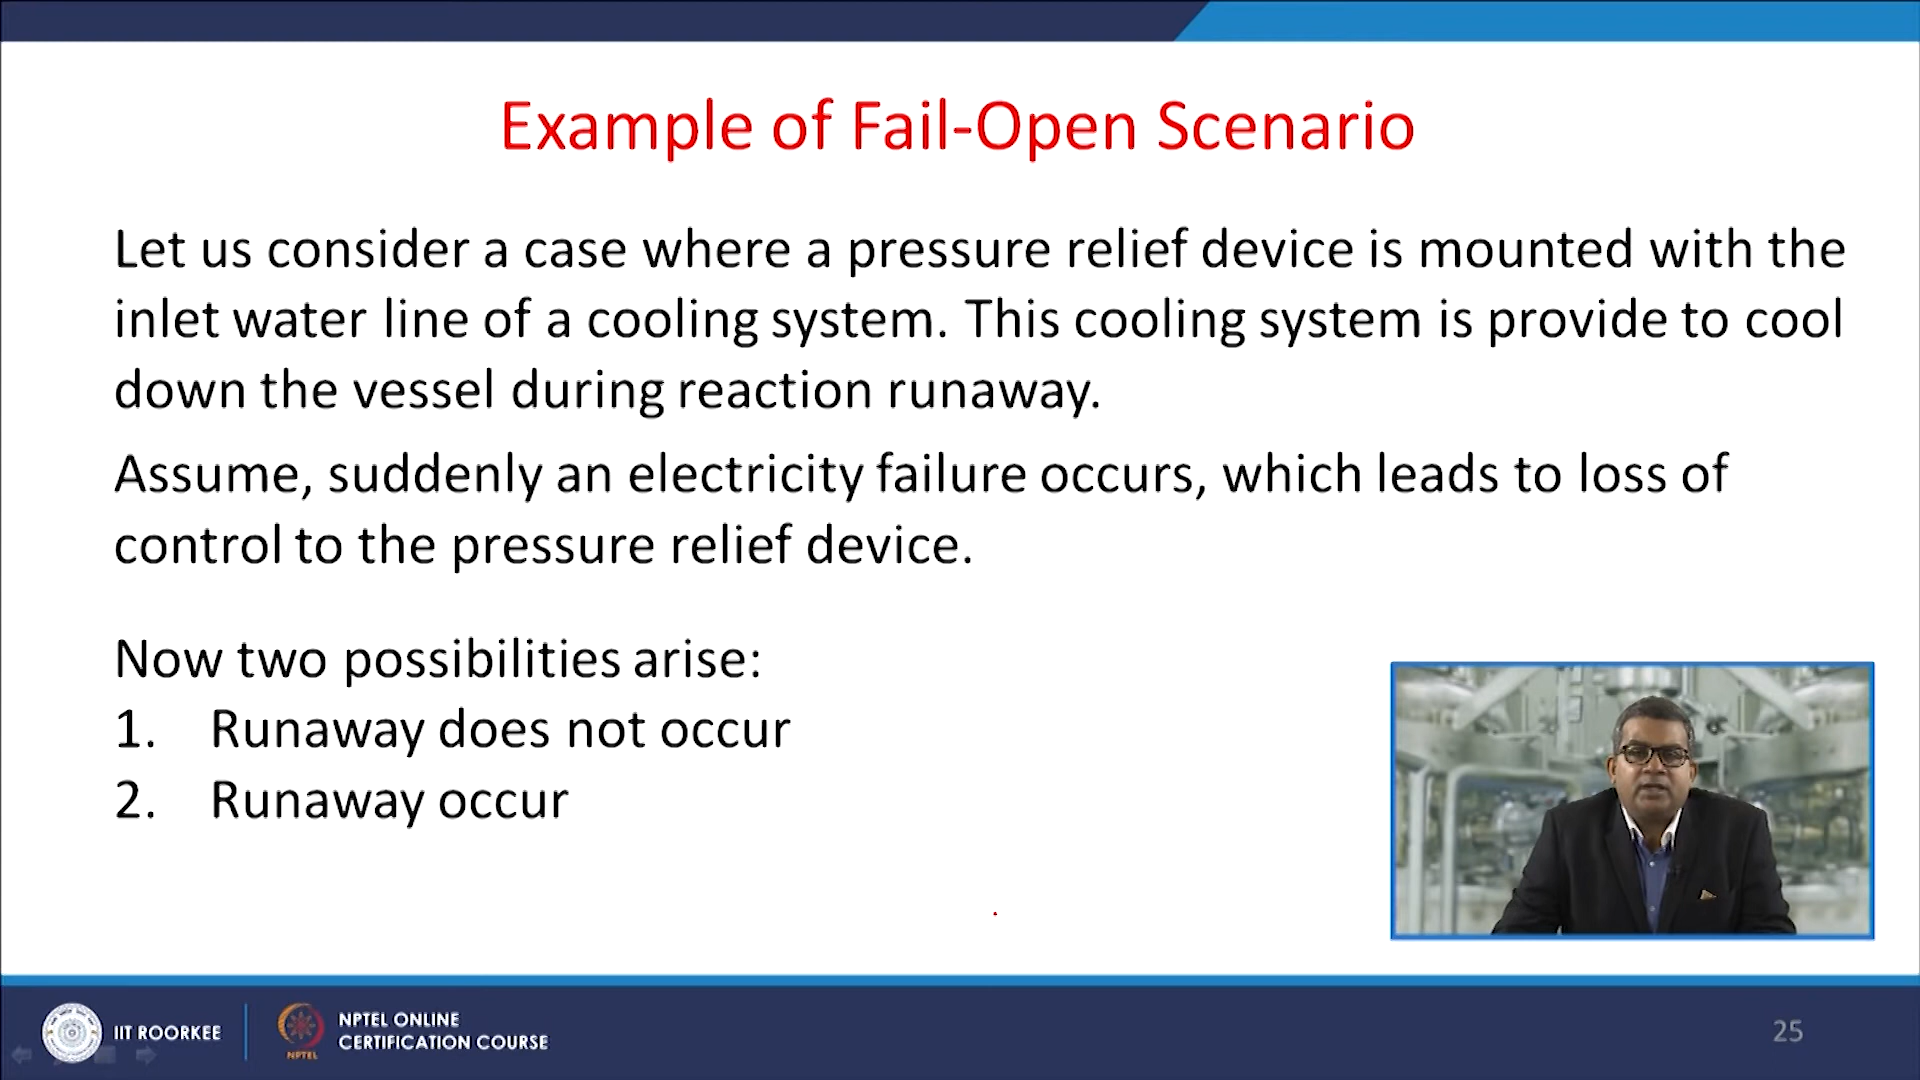 Example of Fail-Open Scenario
Let us consider a case where a pressure relief device is mounted with the
inlet water line of a cooling system. This cooling system is provide to cool
down the vessel during reaction runaway.
Assume, suddenly an electricity failure occurs, which leads to loss of
control to the pressure relief device.
Now two possibilities arise:
1. Runaway does not occur
2. Runaway occur
IIT ROORKEE
NPTEL
NPTEL ONLINE
CERTIFICATION COURSE
25